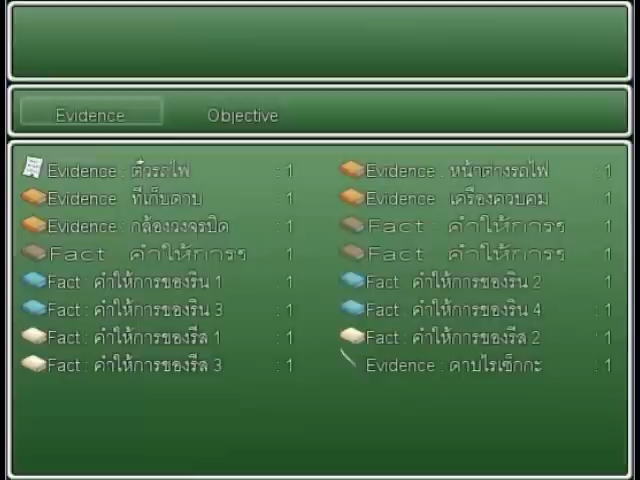 Evidence Objective
Evidence : ตั๋วรถไฟ : 1 Evidence : หน้าต่างรถไฟ : 1
Evidence : ที่เก็บดาบ : 1 Evidence : เครื่องควบคุม : 1
Evidence : กล้องวงจรปิด : 1 Fact : คำให้การข 1
Fact คำให้การข 1 Fact คำให้การข 1
Fact : คำให้การของริน 1 : 1 Fact : คำให้การของริน 2 1
Fact : คำให้การของริน 3 : 1 Fact : คำให้การของริน 4 : 1
Fact : คำให้การของรีส 1 : 1 Fact : คำให้การของรีส 2 : 1
Fact : คำให้การของรีส 3 : 1 Evidence : ดาบไรเซ็กกะ : 1